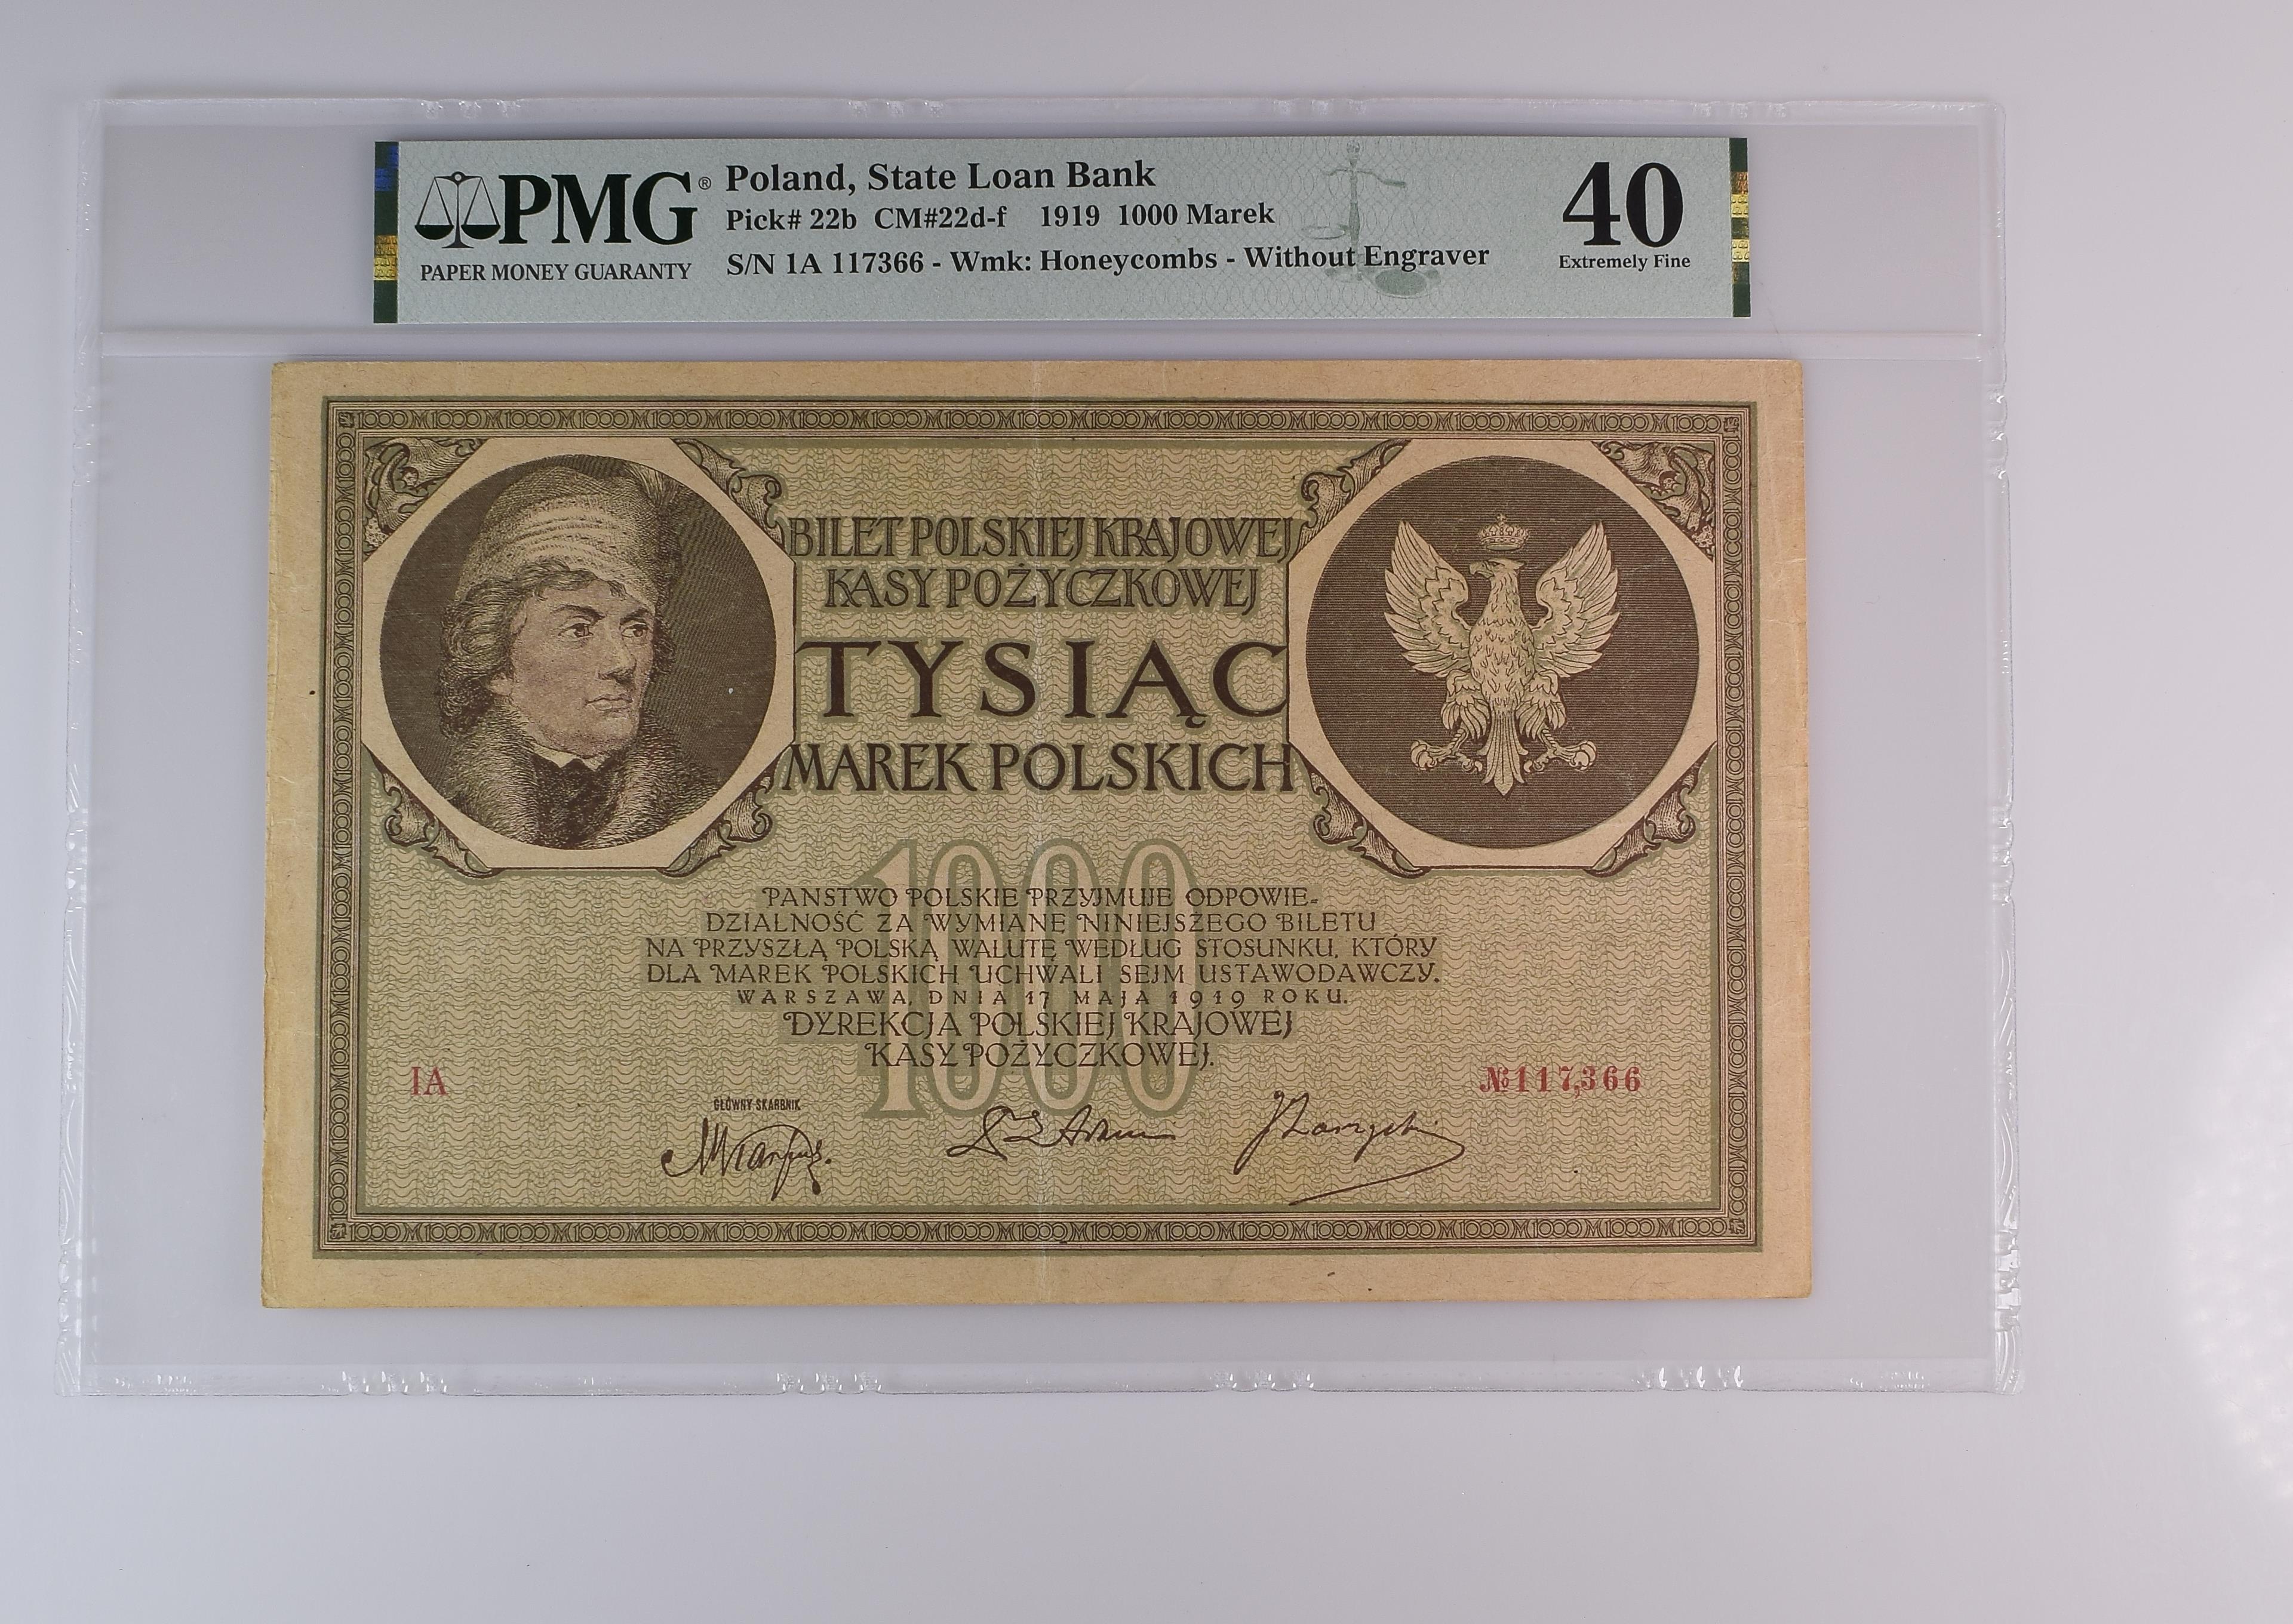 PMG®
PAPER MONEY GUARANTY
Poland, State Loan Bank
Pick# 22b CM#22d-f 1919 1000 Marek
S/N 1A 117366 - Wmk: Honeycombs - Without Engraver
40
Extremely Fine
BILET POLSKIEJ KRAJOWEJ
KASY POŻYCZKOWEJ
TYSIĄC
MAREK POLSKICH
1000
PAŃSTWO POLSKIE PRZYJMUJE ODPOWIE-
DZIALNOŚĆ ZA WYMIANĘ NINIEJSZEGO BILETU
NA PRZYSZŁĄ POLSKĄ WALUTĘ WEDŁUG STOSUNKU, KTÓRY
DLA MAREK POLSKICH UCHWALI SEJM USTAWODAWCZY.
WARSZAWA, DNIA 17 MAJA 1919 ROKU.
DYREKCJA POLSKIEJ KRAJOWEJ
KASY POŻYCZKOWEJ.
IA
№117,366
GŁÓWNY SKARBNIK